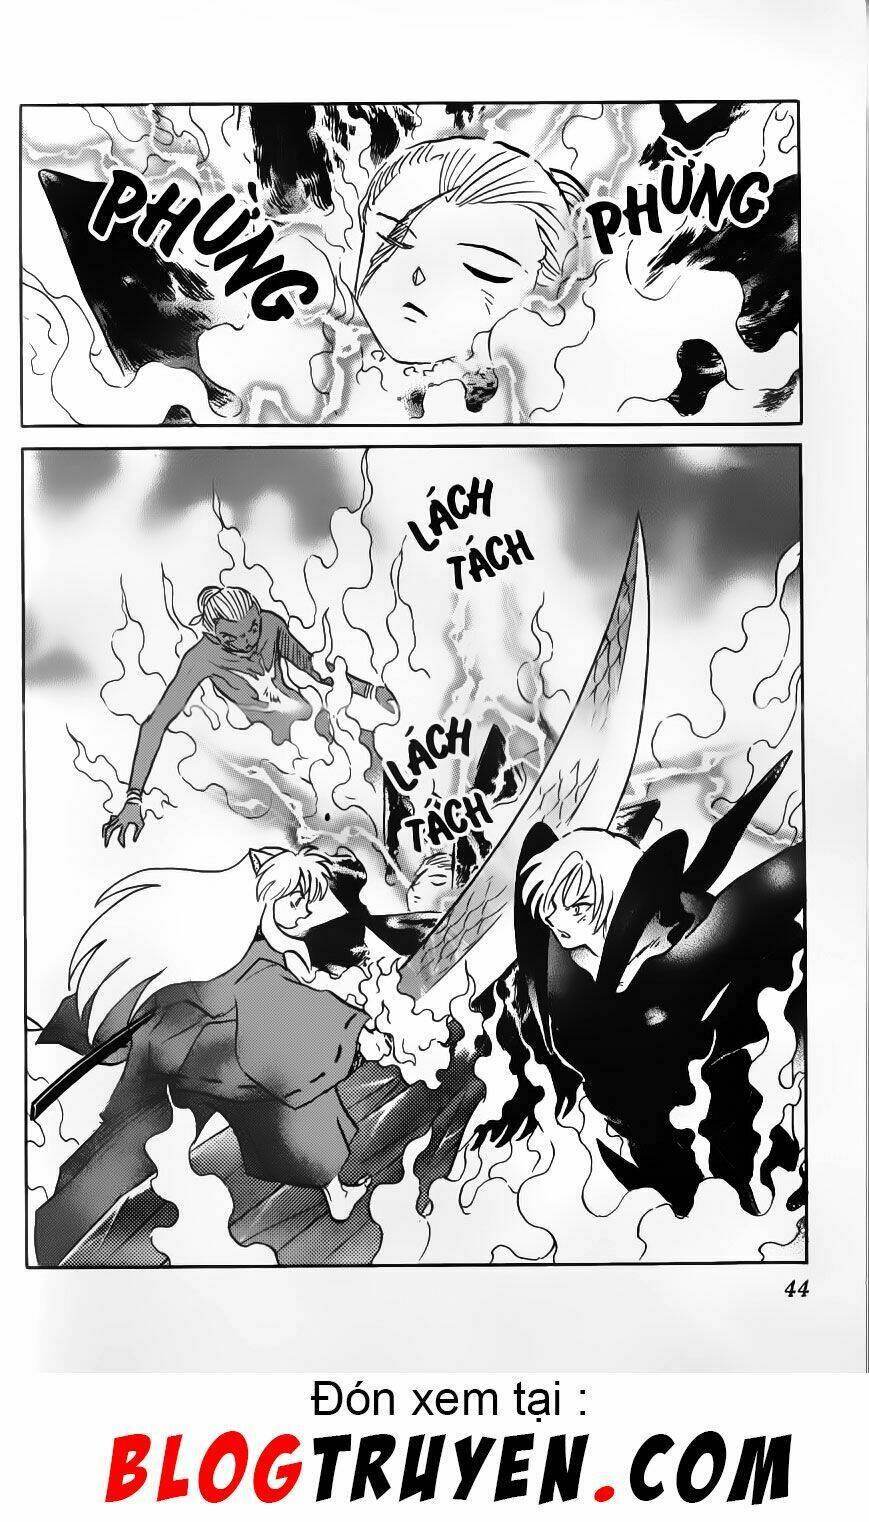 PHỪNG
PHỪNG
LÁCH
TÁCH
LÁCH
TÁCH
44
Đón xem tại :
BLOGTRUYEN.COM